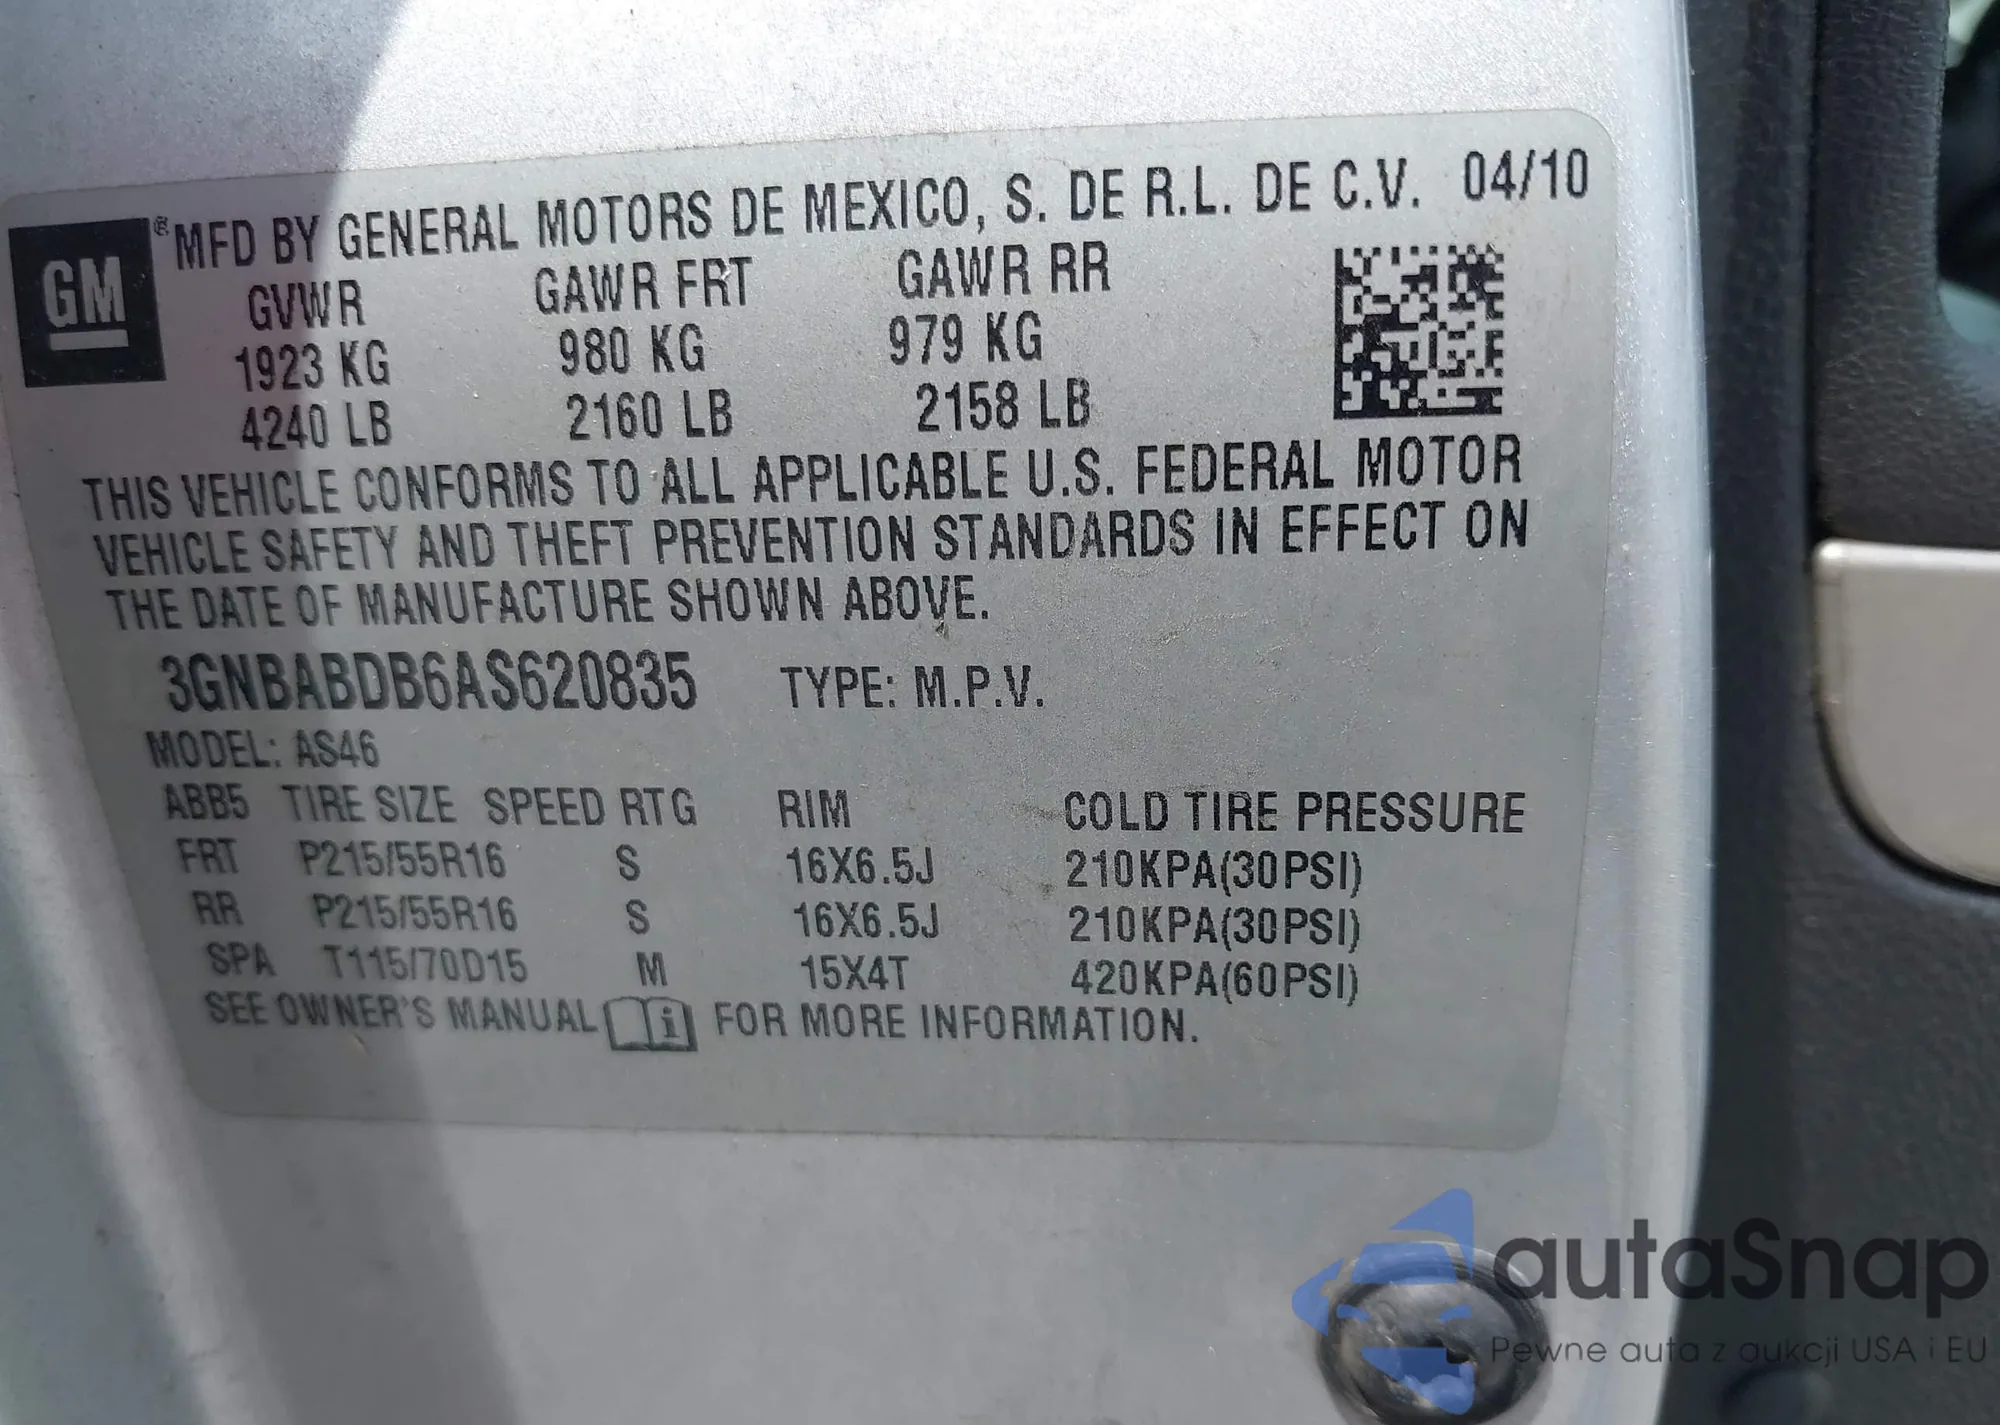 GM ® MFD BY GENERAL MOTORS DE MEXICO, S. DE R.L. DE C.V. 04/10
GVWR GAWR FRT GAWR RR
1923 KG 980 KG 979 KG
4240 LB 2160 LB 2158 LB
THIS VEHICLE CONFORMS TO ALL APPLICABLE U.S. FEDERAL MOTOR
VEHICLE SAFETY AND THEFT PREVENTION STANDARDS IN EFFECT ON
THE DATE OF MANUFACTURE SHOWN ABOVE.
3GNBABDB6AS620835 TYPE: M.P.V.
MODEL: AS46
ABB5 TIRE SIZE SPEED RTG RIM COLD TIRE PRESSURE
FRT P215/55R16 S 16X6.5J 210KPA(30PSI)
RR P215/55R16 S 16X6.5J 210KPA(30PSI)
SPA T115/70D15 M 15X4T 420KPA(60PSI)
SEE OWNER'S MANUAL i FOR MORE INFORMATION.
autaSnap
Pewne auta z aukcji USA i EU